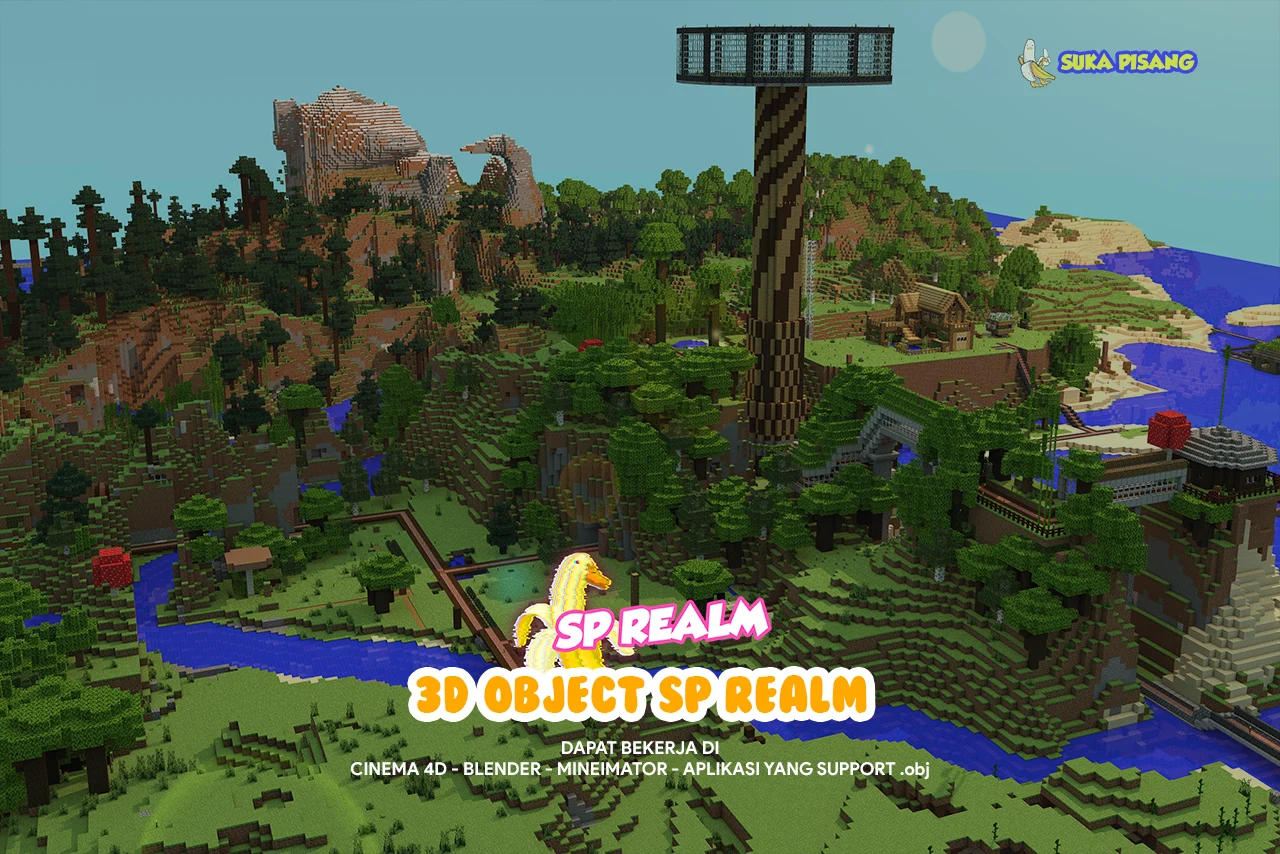 SUKA PISANG
SP REALM
3D OBJECT SP REALM
DAPAT BEKERJA DI
CINEMA 4D - BLENDER - MINEIMATOR - APLIKASI YANG SUPPORT .obj